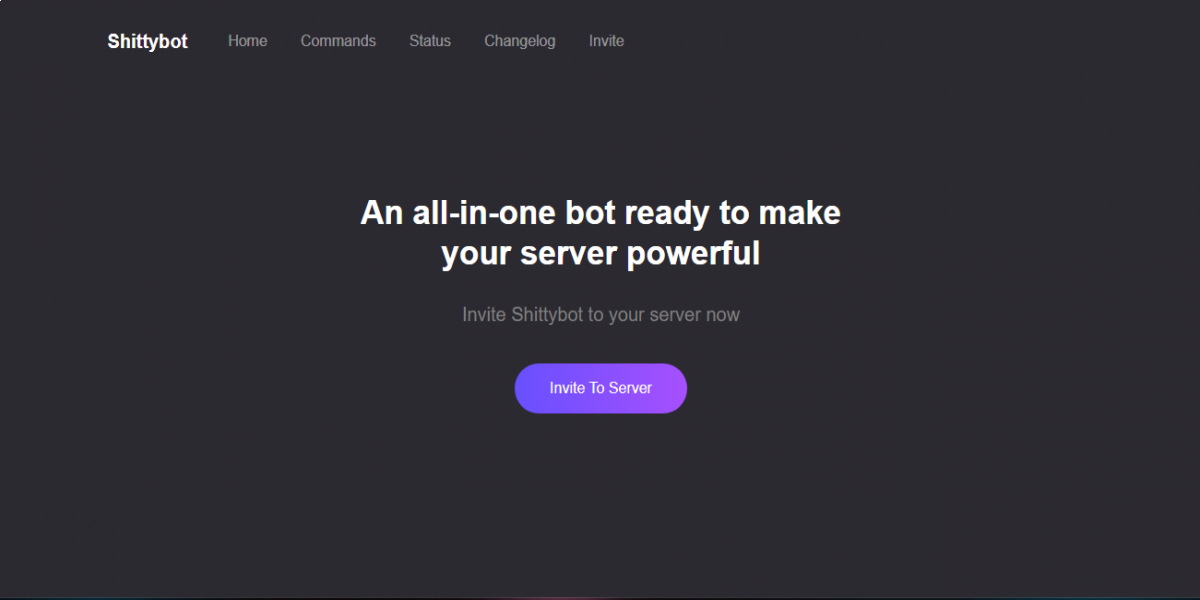 Shittybot Home Commands Status Changelog Invite
An all-in-one bot ready to make
your server powerful
Invite Shittybot to your server now
Invite To Server